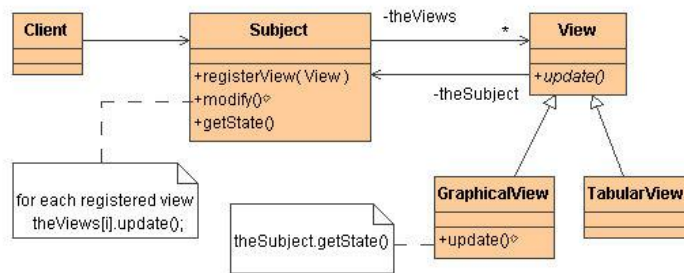 Client
Subject
-theViews
*
View
+registerView( View )
+modify()
+getState()
+update()
-theSubject
for each registered view
theViews[i].update();
GraphicalView
TabularView
theSubject.getState()
+update()